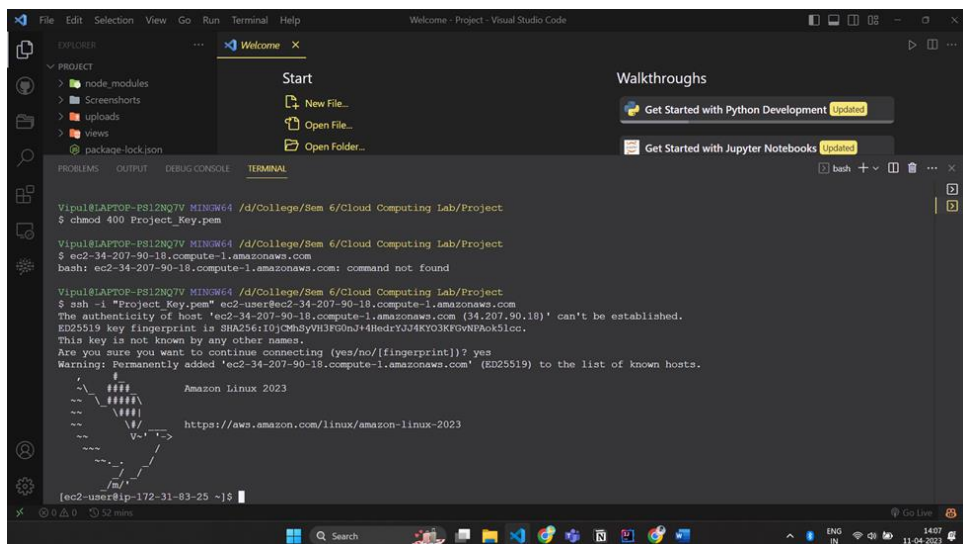 File Edit Selection View Go Run Terminal Help
Welcome - Project - Visual Studio Code
EXPLORER
Welcome
PROJECT
node_modules
Screenshorts
uploads
views
package-lock.json
Start
New File...
Open File...
Open Folder...
Walkthroughs
Get Started with Python Development Updated
Get Started with Jupyter Notebooks Updated
PROBLEMS OUTPUT DEBUG CONSOLE TERMINAL
bash
Vipul@LAPTOP-PS12NQ7V MINGW64 /d/College/Sem 6/Cloud Computing Lab/Project
$ chmod 400 Project_Key.pem
Vipul@LAPTOP-PS12NQ7V MINGW64 /d/College/Sem 6/Cloud Computing Lab/Project
$ ec2-34-207-90-18.compute-1.amazonaws.com
bash: ec2-34-207-90-18.compute-1.amazonaws.com: command not found
Vipul@LAPTOP-PS12NQ7V MINGW64 /d/College/Sem 6/Cloud Computing Lab/Project
$ ssh -i "Project_Key.pem" ec2-user@ec2-34-207-90-18.compute-1.amazonaws.com
The authenticity of host 'ec2-34-207-90-18.compute-1.amazonaws.com (34.207.90.18)' can't be established.
ED25519 key fingerprint is SHA256:I0jCMhSyVH3FG0nJ+4HedrYJJ4KYO3KFGvNPAok5lcc.
This key is not known by any other names.
Are you sure you want to continue connecting (yes/no/[fingerprint])? yes
Warning: Permanently added 'ec2-34-207-90-18.compute-1.amazonaws.com' (ED25519) to the list of known hosts.
Amazon Linux 2023
https://aws.amazon.com/linux/amazon-linux-2023
[ec2-user@ip-172-31-83-25 ~]$
0 0 52 mins
Go Live
Search
ENG
IN
14:07
11-04-2023